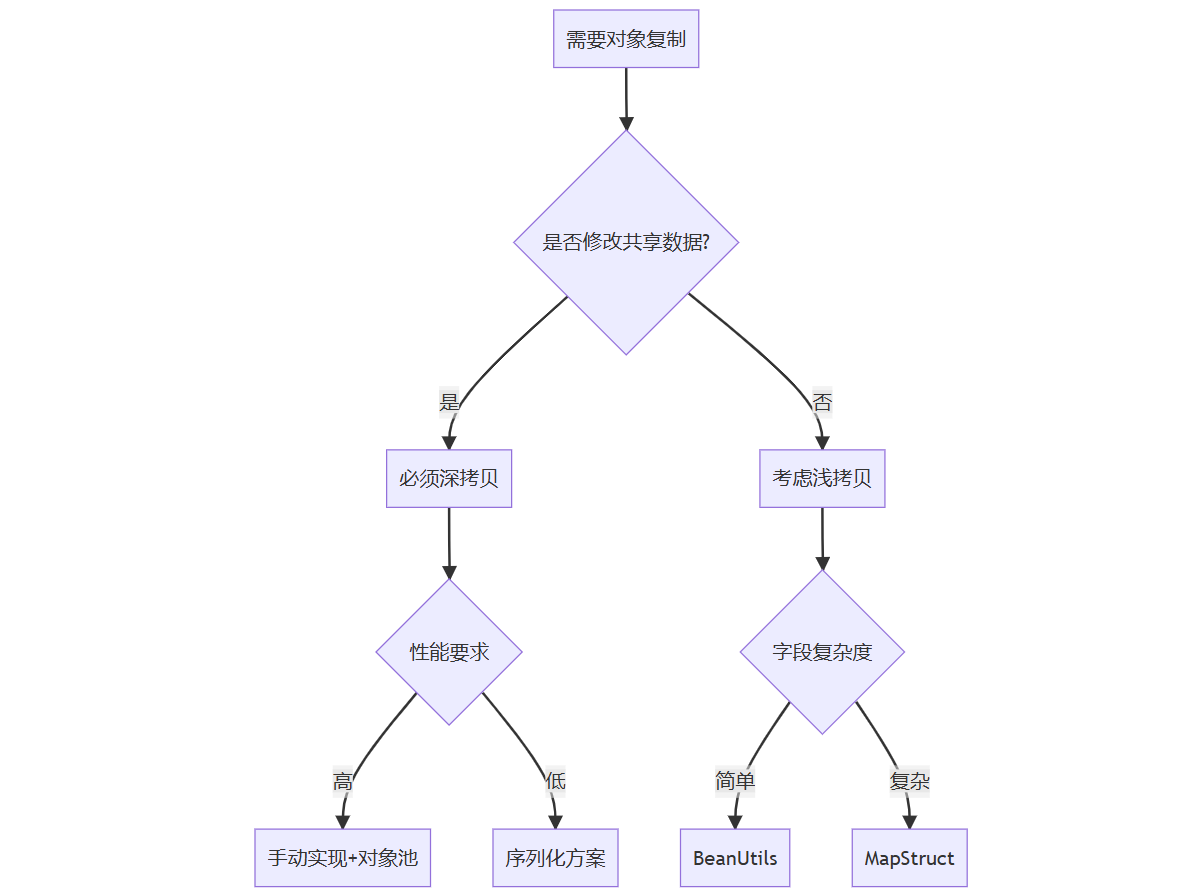 需要对象复制
是否修改共享数据?
是
否
必须深拷贝
考虑浅拷贝
性能要求
字段复杂度
高
低
简单
复杂
手动实现+对象池
序列化方案
BeanUtils
MapStruct